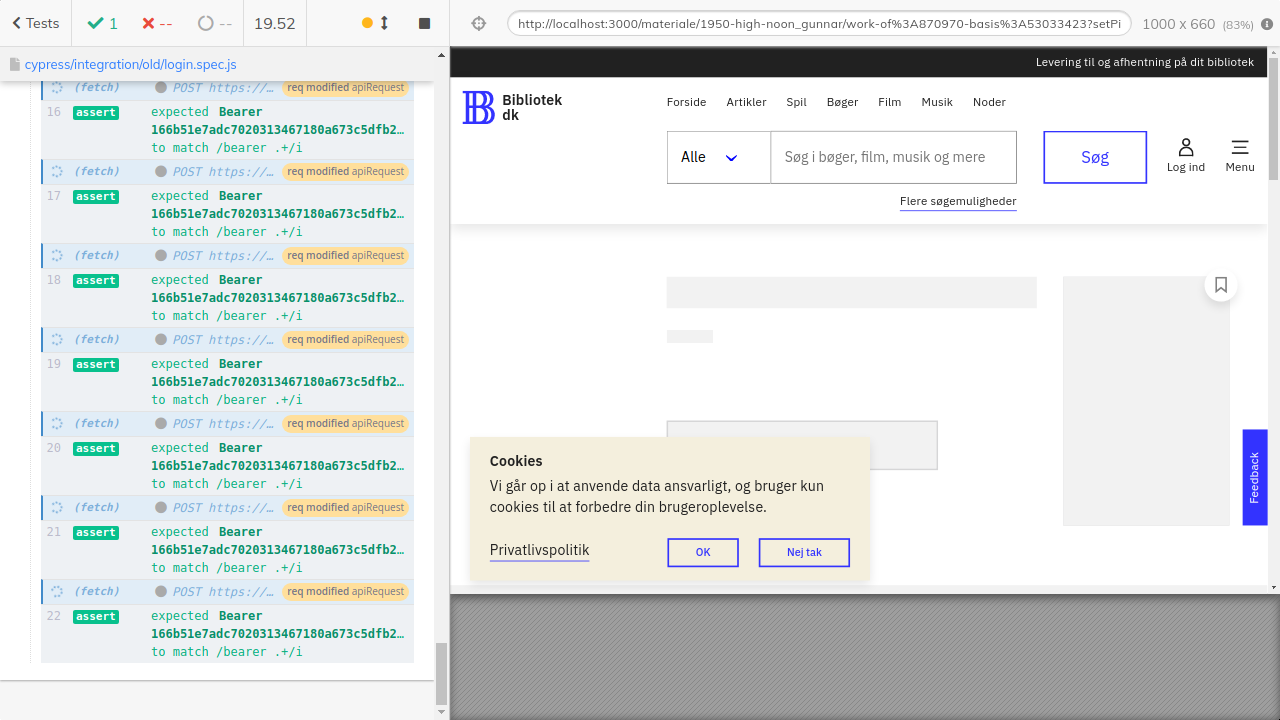 Tests
1
--
--
19.52
http://localhost:3000/materiale/1950-high-noon_gunnar/work-of%3A870970-basis%3A53033423?setPi
1000 x 660 (83%)
cypress/integration/old/login.spec.js
(fetch) POST https://… req modified apiRequest
16 assert expected Bearer
166b51e7adc7020313467180a673c5dfb2…
to match /bearer .+/i
(fetch) POST https://… req modified apiRequest
17 assert expected Bearer
166b51e7adc7020313467180a673c5dfb2…
to match /bearer .+/i
(fetch) POST https://… req modified apiRequest
18 assert expected Bearer
166b51e7adc7020313467180a673c5dfb2…
to match /bearer .+/i
(fetch) POST https://… req modified apiRequest
19 assert expected Bearer
166b51e7adc7020313467180a673c5dfb2…
to match /bearer .+/i
(fetch) POST https://… req modified apiRequest
20 assert expected Bearer
166b51e7adc7020313467180a673c5dfb2…
to match /bearer .+/i
(fetch) POST https://… req modified apiRequest
21 assert expected Bearer
166b51e7adc7020313467180a673c5dfb2…
to match /bearer .+/i
(fetch) POST https://… req modified apiRequest
22 assert expected Bearer
166b51e7adc7020313467180a673c5dfb2…
to match /bearer .+/i
Levering til og afhentning på dit bibliotek
Bibliotek
dk
Forside Artikler Spil Bøger Film Musik Noder
Alle
Søg i bøger, film, musik og mere
Søg
Log ind
Menu
Flere søgemuligheder
Feedback
Cookies
Vi går op i at anvende data ansvarligt, og bruger kun
cookies til at forbedre din brugeroplevelse.
Privatlivspolitik
OK
Nej tak